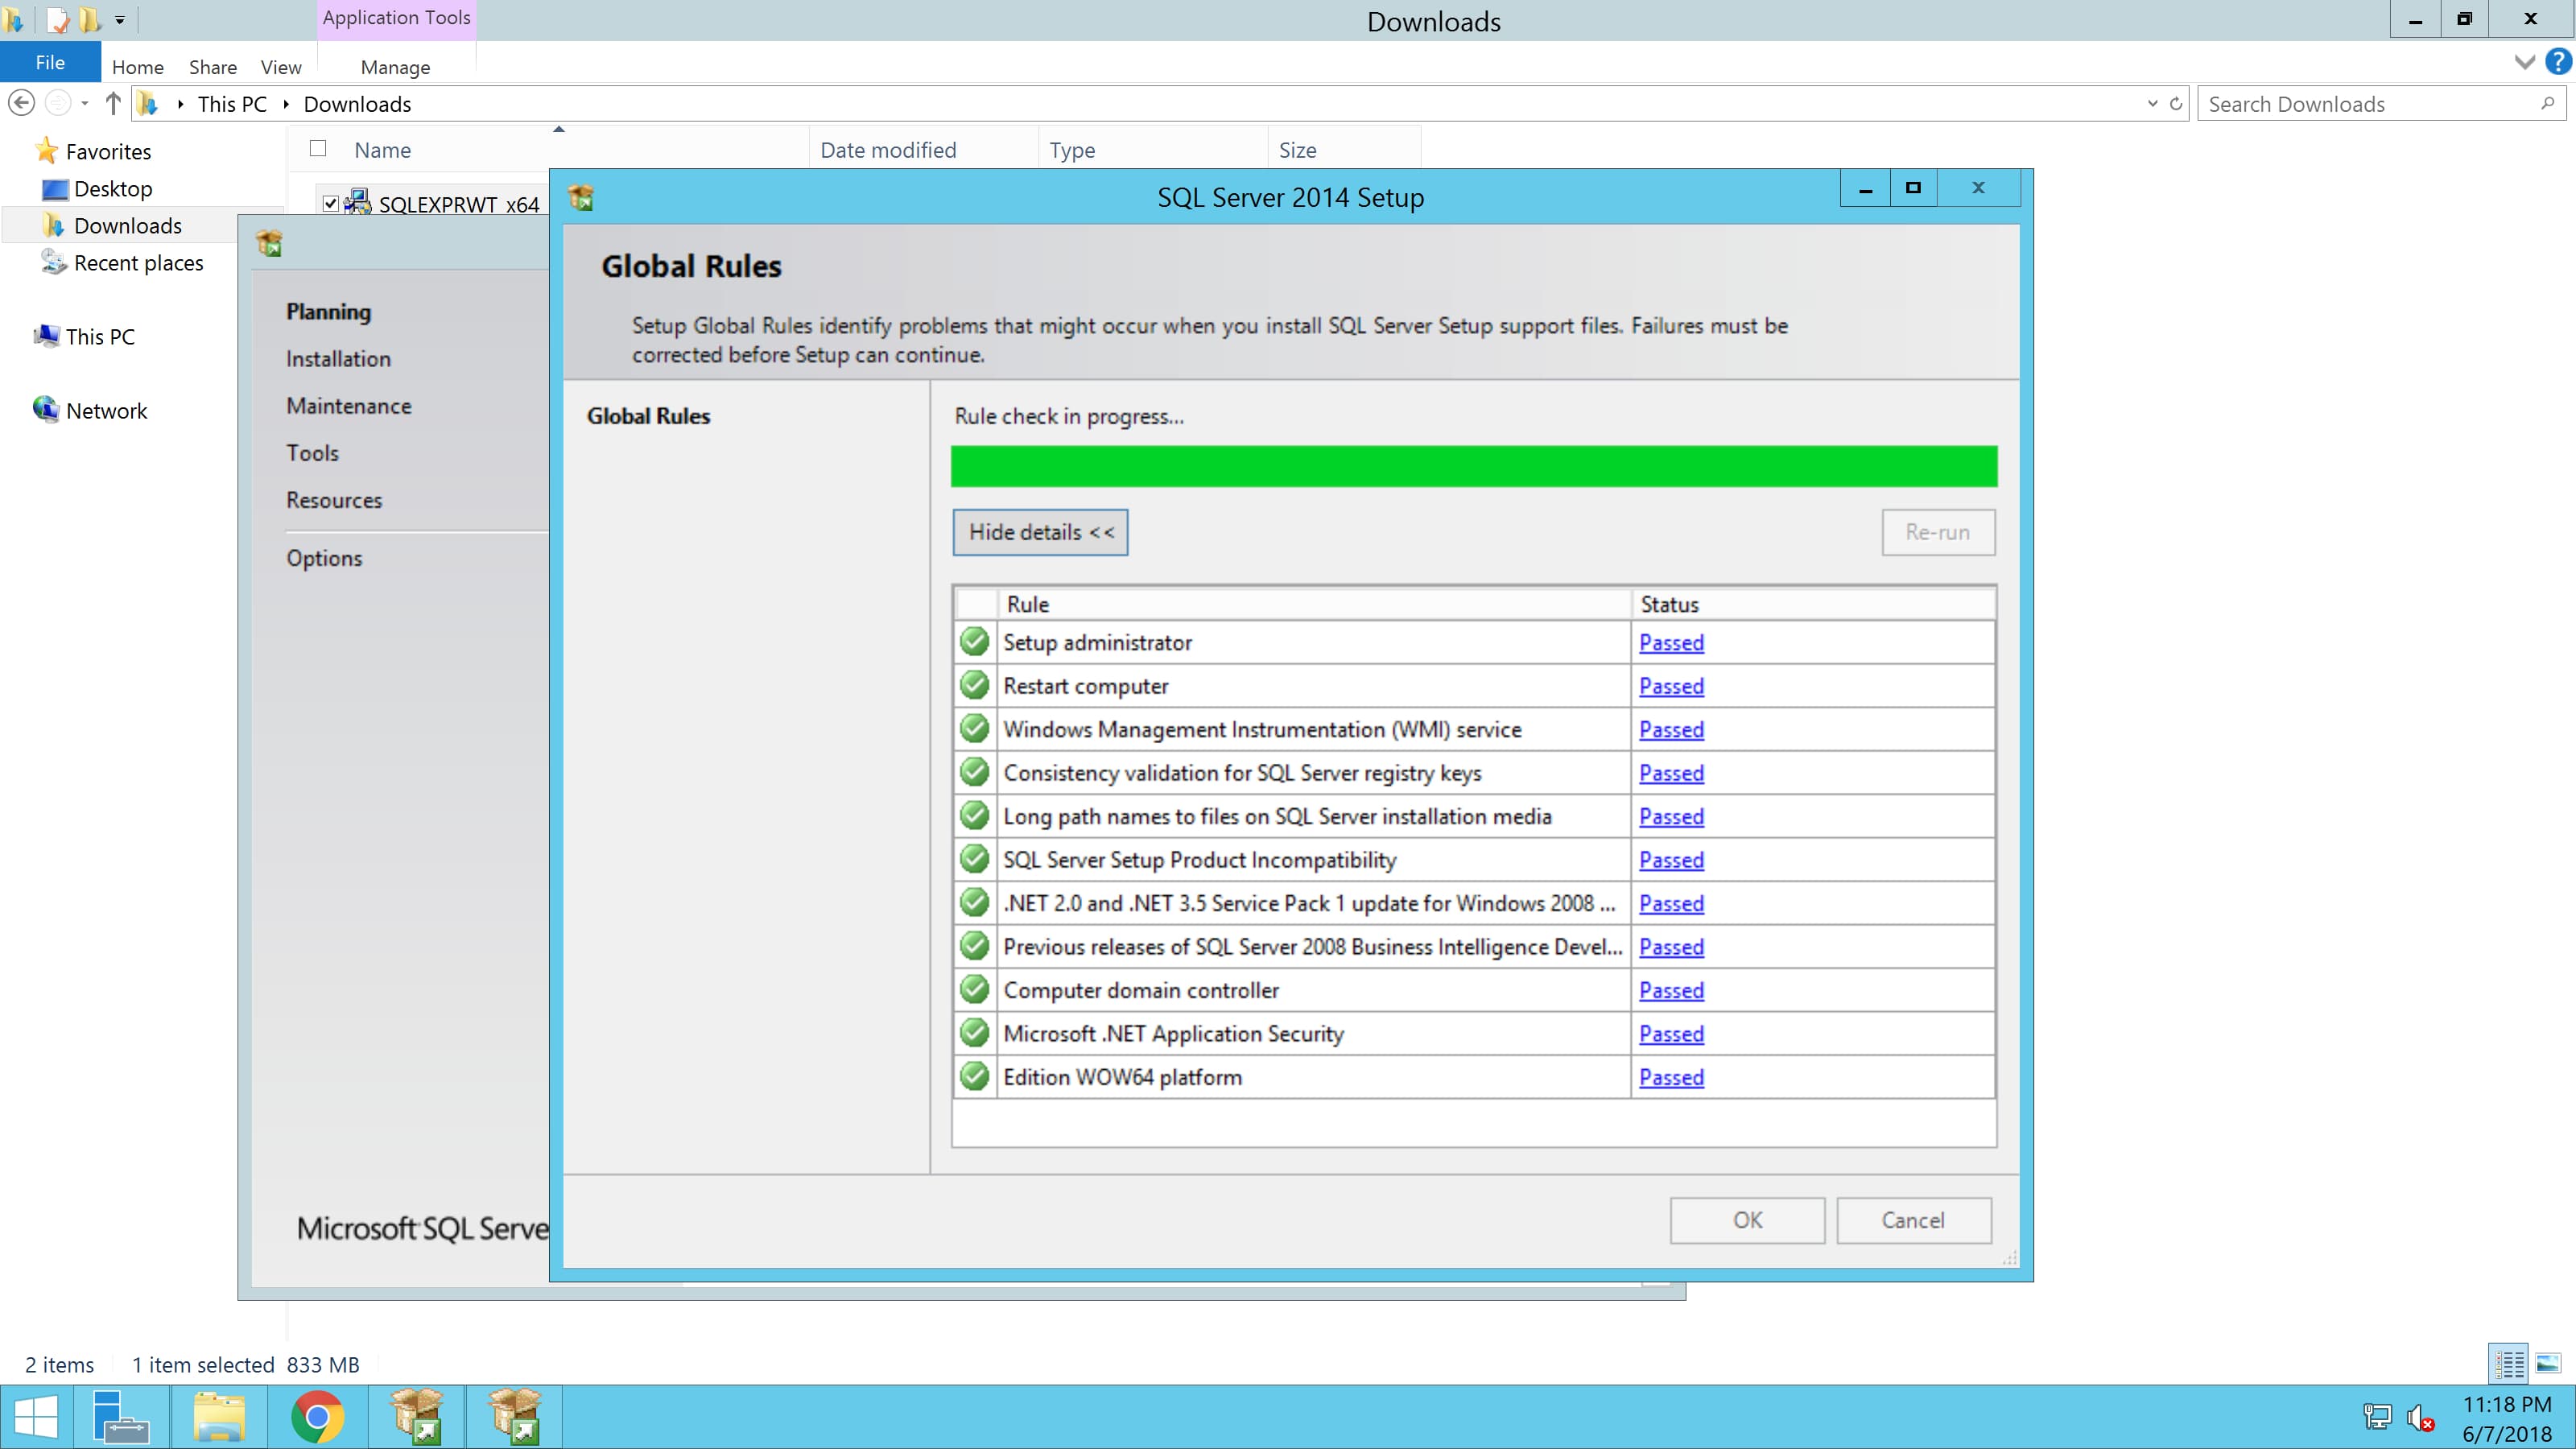 Application Tools
Downloads
File
Home
Share
View
Manage
This PC
Downloads
Search Downloads
Favorites
Desktop
Downloads
Recent places
This PC
Network
Name
Date modified
Type
Size
SQLEXPRWT_x64
Planning
Installation
Maintenance
Tools
Resources
Options
Microsoft SQL Serve
SQL Server 2014 Setup
Global Rules
Setup Global Rules identify problems that might occur when you install SQL Server Setup support files. Failures must be
corrected before Setup can continue.
Global Rules
Rule check in progress...
Hide details <<
Re-run
Rule Status
Setup administrator Passed
Restart computer Passed
Windows Management Instrumentation (WMI) service Passed
Consistency validation for SQL Server registry keys Passed
Long path names to files on SQL Server installation media Passed
SQL Server Setup Product Incompatibility Passed
.NET 2.0 and .NET 3.5 Service Pack 1 update for Windows 2008 ... Passed
Previous releases of SQL Server 2008 Business Intelligence Devel... Passed
Computer domain controller Passed
Microsoft .NET Application Security Passed
Edition WOW64 platform Passed
OK
Cancel
2 items
1 item selected 833 MB
11:18 PM
6/7/2018